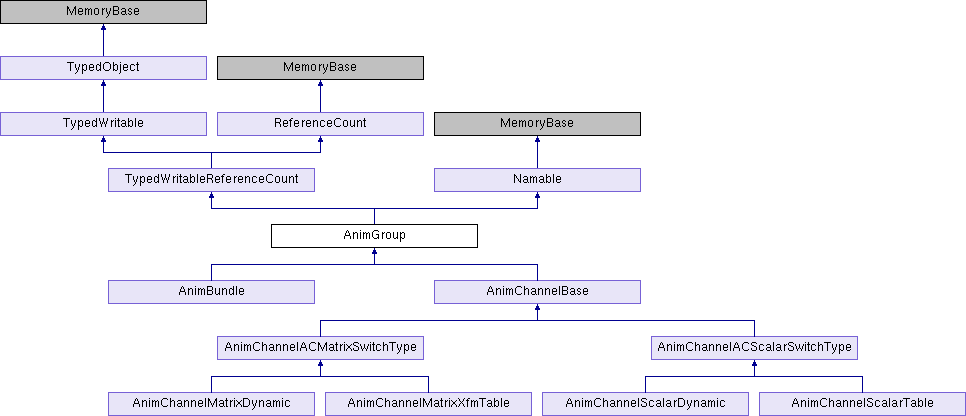 MemoryBase
TypedObject
MemoryBase
TypedWritable
ReferenceCount
MemoryBase
TypedWritableReferenceCount
Namable
AnimGroup
AnimBundle
AnimChannelBase
AnimChannelACMatrixSwitchType
AnimChannelACScalarSwitchType
AnimChannelMatrixDynamic
AnimChannelMatrixXfmTable
AnimChannelScalarDynamic
AnimChannelScalarTable